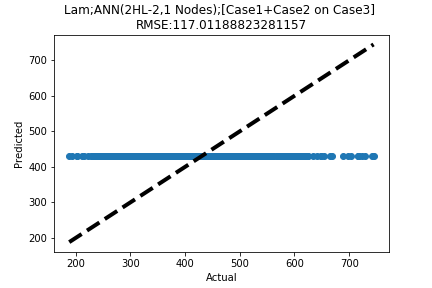 Lam;ANN(2HL-2,1 Nodes);[Case1+Case2 on Case3]
RMSE:117.01188823281157
700
600
500
400
300
200
Predicted
200 300 400 500 600 700
Actual